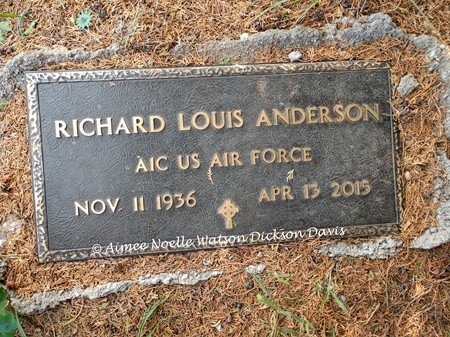 RICHARD LOUIS ANDERSON
A1C US AIR FORCE
NOV 11 1936 APR 13 2015
© Aimee Noelle Watson Dickson Davis